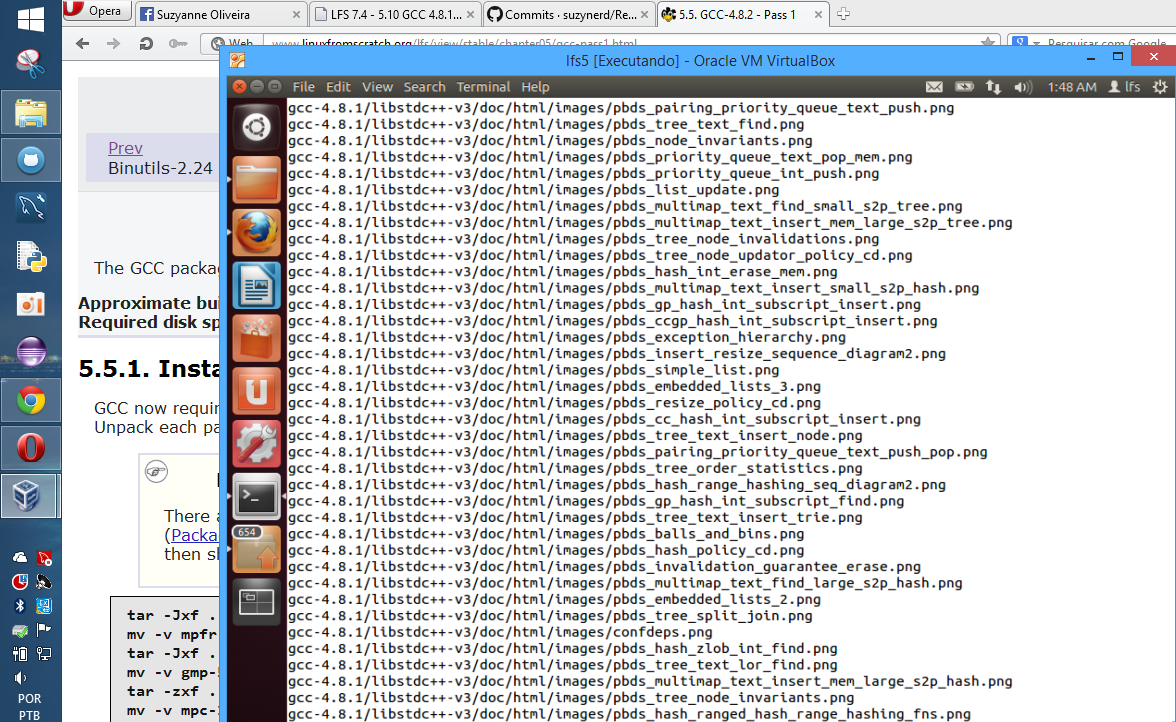 Opera
Suzyanne Oliveira
LFS 7.4 - 5.10 GCC 4.8.1...
Commits · suzynerd/Re...
5.5. GCC-4.8.2 - Pass 1
Web
www.linuxfromscratch.org/lfs/view/stable/chapter05/gcc-pass1.html
Pesquisar com Google
lfs5 [Executando] - Oracle VM VirtualBox
File Edit View Search Terminal Help
1:48 AM
lfs
Prev
Binutils-2.24
The GCC packa
Approximate bui
Required disk sp
5.5.1. Insta
GCC now requir
Unpack each pa
There a
(Packa
then sh
tar -Jxf .
mv -v mpfr
tar -Jxf .
mv -v gmp-
tar -zxf .
mv -v mpc-
654
gcc-4.8.1/libstdc++-v3/doc/html/images/pbds_pairing_priority_queue_text_push.png
gcc-4.8.1/libstdc++-v3/doc/html/images/pbds_tree_text_find.png
gcc-4.8.1/libstdc++-v3/doc/html/images/pbds_node_invariants.png
gcc-4.8.1/libstdc++-v3/doc/html/images/pbds_priority_queue_text_pop_mem.png
gcc-4.8.1/libstdc++-v3/doc/html/images/pbds_priority_queue_int_push.png
gcc-4.8.1/libstdc++-v3/doc/html/images/pbds_list_update.png
gcc-4.8.1/libstdc++-v3/doc/html/images/pbds_multimap_text_find_small_s2p_tree.png
gcc-4.8.1/libstdc++-v3/doc/html/images/pbds_multimap_text_insert_mem_large_s2p_tree.png
gcc-4.8.1/libstdc++-v3/doc/html/images/pbds_tree_node_invalidations.png
gcc-4.8.1/libstdc++-v3/doc/html/images/pbds_tree_node_updator_policy_cd.png
gcc-4.8.1/libstdc++-v3/doc/html/images/pbds_hash_int_erase_mem.png
gcc-4.8.1/libstdc++-v3/doc/html/images/pbds_multimap_text_insert_small_s2p_hash.png
gcc-4.8.1/libstdc++-v3/doc/html/images/pbds_gp_hash_int_subscript_insert.png
gcc-4.8.1/libstdc++-v3/doc/html/images/pbds_ccgp_hash_int_subscript_insert.png
gcc-4.8.1/libstdc++-v3/doc/html/images/pbds_exception_hierarchy.png
gcc-4.8.1/libstdc++-v3/doc/html/images/pbds_insert_resize_sequence_diagram2.png
gcc-4.8.1/libstdc++-v3/doc/html/images/pbds_simple_list.png
gcc-4.8.1/libstdc++-v3/doc/html/images/pbds_embedded_lists_3.png
gcc-4.8.1/libstdc++-v3/doc/html/images/pbds_resize_policy_cd.png
gcc-4.8.1/libstdc++-v3/doc/html/images/pbds_cc_hash_int_subscript_insert.png
gcc-4.8.1/libstdc++-v3/doc/html/images/pbds_tree_text_insert_node.png
gcc-4.8.1/libstdc++-v3/doc/html/images/pbds_pairing_priority_queue_text_push_pop.png
gcc-4.8.1/libstdc++-v3/doc/html/images/pbds_tree_order_statistics.png
gcc-4.8.1/libstdc++-v3/doc/html/images/pbds_hash_range_hashing_seq_diagram2.png
gcc-4.8.1/libstdc++-v3/doc/html/images/pbds_gp_hash_int_subscript_find.png
gcc-4.8.1/libstdc++-v3/doc/html/images/pbds_tree_text_insert_trie.png
gcc-4.8.1/libstdc++-v3/doc/html/images/pbds_balls_and_bins.png
gcc-4.8.1/libstdc++-v3/doc/html/images/pbds_hash_policy_cd.png
gcc-4.8.1/libstdc++-v3/doc/html/images/pbds_invalidation_guarantee_erase.png
gcc-4.8.1/libstdc++-v3/doc/html/images/pbds_multimap_text_find_large_s2p_hash.png
gcc-4.8.1/libstdc++-v3/doc/html/images/pbds_embedded_lists_2.png
gcc-4.8.1/libstdc++-v3/doc/html/images/pbds_tree_split_join.png
gcc-4.8.1/libstdc++-v3/doc/html/images/confdeps.png
gcc-4.8.1/libstdc++-v3/doc/html/images/pbds_hash_zlob_int_find.png
gcc-4.8.1/libstdc++-v3/doc/html/images/pbds_tree_text_lor_find.png
gcc-4.8.1/libstdc++-v3/doc/html/images/pbds_multimap_text_insert_mem_large_s2p_hash.png
gcc-4.8.1/libstdc++-v3/doc/html/images/pbds_tree_node_invariants.png
gcc-4.8.1/libstdc++-v3/doc/html/images/pbds_hash_ranged_hash_range_hashing_fns.png
POR
PTB